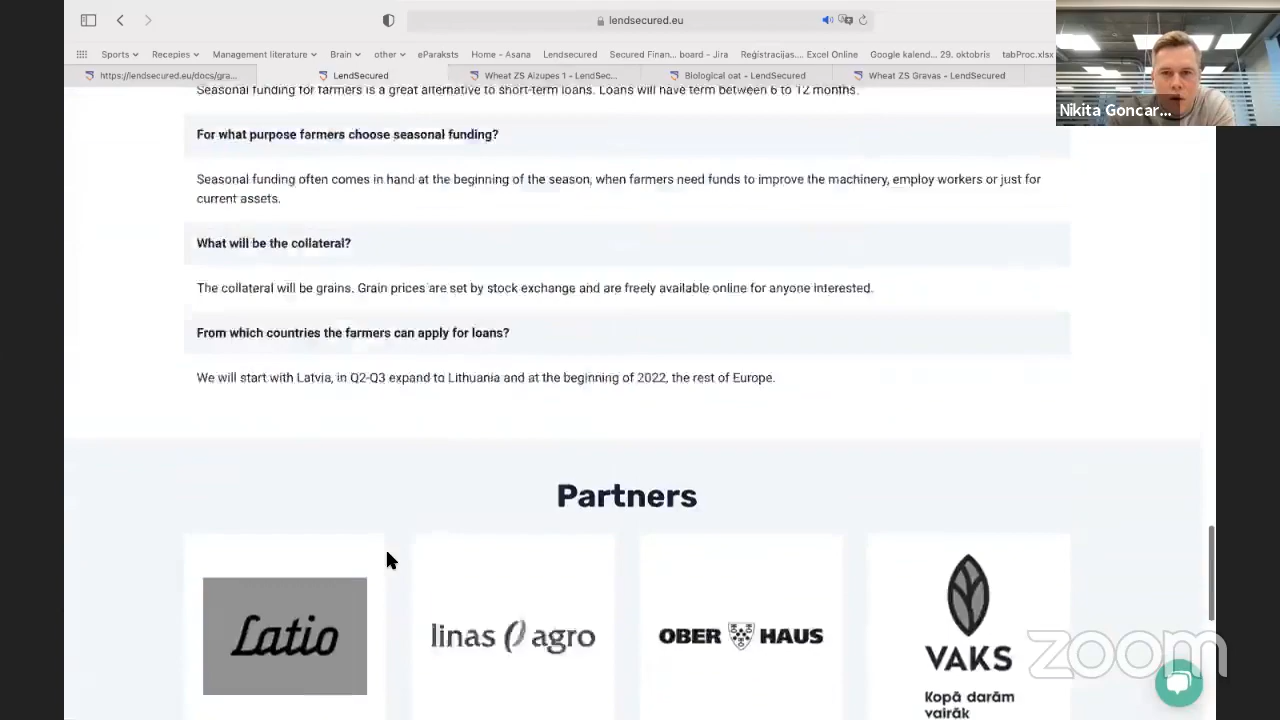 lendsecured.eu
Sports Recepies Management literature Brain other eParaksts Home - Asana Lendsecured Secured Finan... board - Jira Reģistrācijas.... Excel Online Google kalend... 29. oktobris tabProc.xlsx
https://lendsecured.eu/docs/gra... LendSecured Wheat ZS Aizupes 1 - LendSec... Biological oat - LendSecured Wheat ZS Gravas - LendSecured
Nikita Goncar...
Seasonal funding for farmers is a great alternative to short-term loans. Loans will have term between 6 to 12 months.
For what purpose farmers choose seasonal funding?
Seasonal funding often comes in hand at the beginning of the season, when farmers need funds to improve the machinery, employ workers or just for
current assets.
What will be the collateral?
The collateral will be grains. Grain prices are set by stock exchange and are freely available online for anyone interested.
From which countries the farmers can apply for loans?
We will start with Latvia, in Q2-Q3 expand to Lithuania and at the beginning of 2022, the rest of Europe.
Partners
Latio
linas agro
OBER HAUS
VAKS
Kopā darām
vairāk
zoom